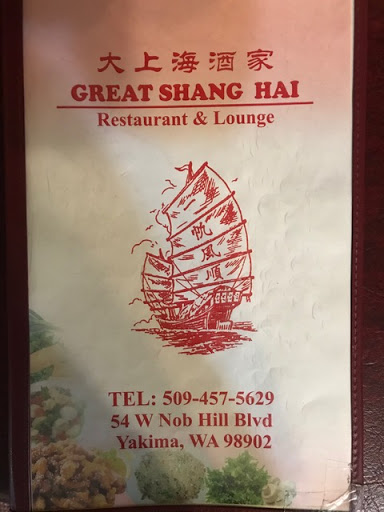 大上海酒家
GREAT SHANG HAI
Restaurant & Lounge
一帆風順
TEL: 509-457-5629
54 W Nob Hill Blvd
Yakima, WA 98902